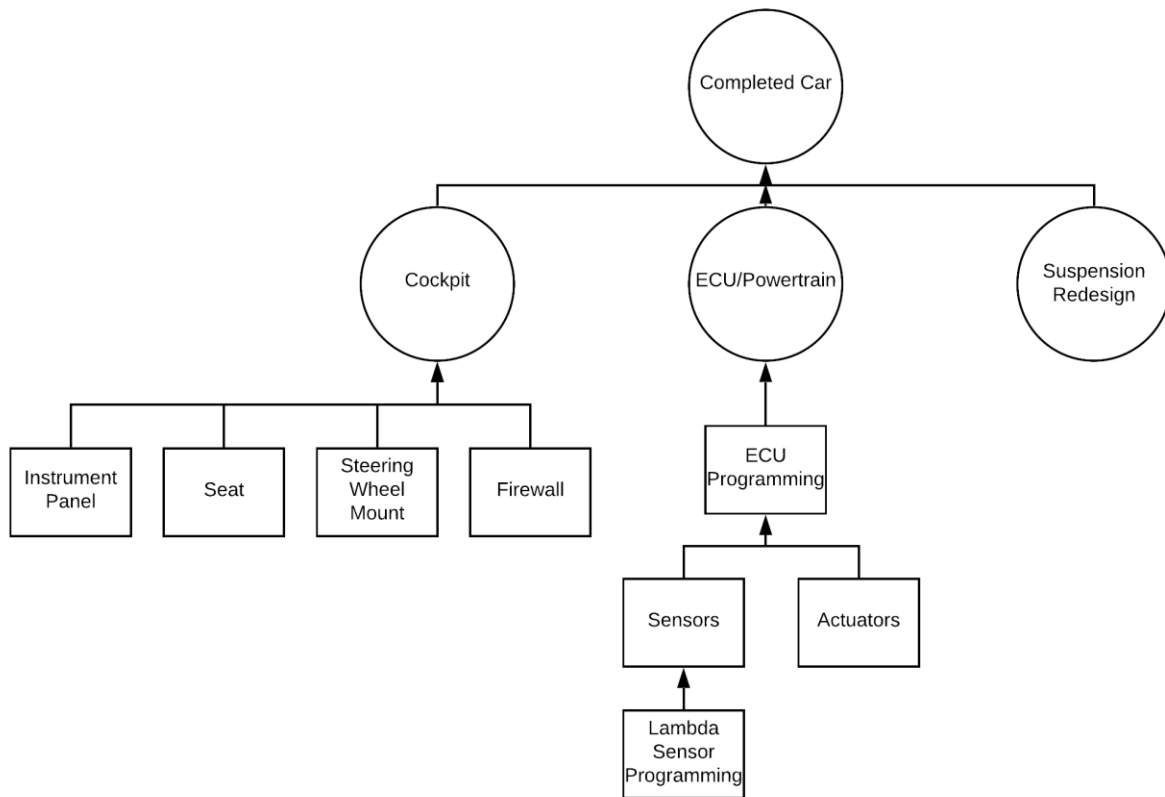 Completed Car
Cockpit
ECU/Powertrain
Suspension
Redesign
Instrument
Panel
Seat
Steering
Wheel
Mount
Firewall
ECU
Programming
Sensors
Actuators
Lambda
Sensor
Programming